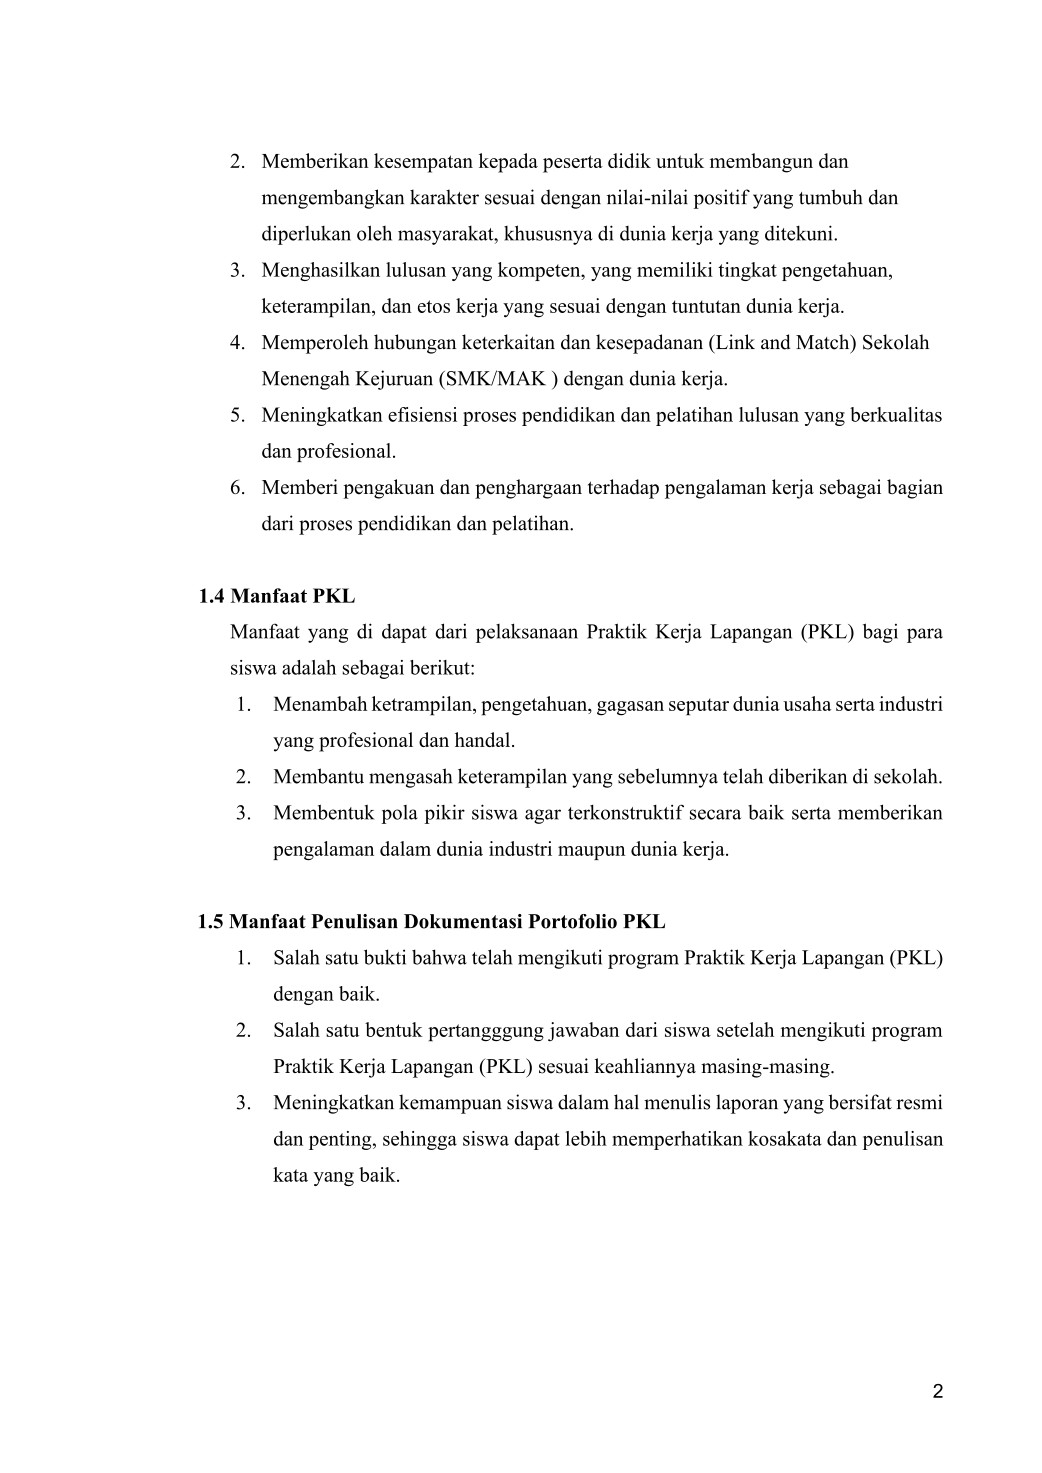 2. Memberikan kesempatan kepada peserta didik untuk membangun dan
mengembangkan karakter sesuai dengan nilai-nilai positif yang tumbuh dan
diperlukan oleh masyarakat, khususnya di dunia kerja yang ditekuni.
3. Menghasilkan lulusan yang kompeten, yang memiliki tingkat pengetahuan,
keterampilan, dan etos kerja yang sesuai dengan tuntutan dunia kerja.
4. Memperoleh hubungan keterkaitan dan kesepadanan (Link and Match) Sekolah
Menengah Kejuruan (SMK/MAK ) dengan dunia kerja.
5. Meningkatkan efisiensi proses pendidikan dan pelatihan lulusan yang berkualitas
dan profesional.
6. Memberi pengakuan dan penghargaan terhadap pengalaman kerja sebagai bagian
dari proses pendidikan dan pelatihan.
1.4 Manfaat PKL
Manfaat yang di dapat dari pelaksanaan Praktik Kerja Lapangan (PKL) bagi para
siswa adalah sebagai berikut:
1. Menambah ketrampilan, pengetahuan, gagasan seputar dunia usaha serta industri
yang profesional dan handal.
2. Membantu mengasah keterampilan yang sebelumnya telah diberikan di sekolah.
3. Membentuk pola pikir siswa agar terkonstruktif secara baik serta memberikan
pengalaman dalam dunia industri maupun dunia kerja.
1.5 Manfaat Penulisan Dokumentasi Portofolio PKL
1. Salah satu bukti bahwa telah mengikuti program Praktik Kerja Lapangan (PKL)
dengan baik.
2. Salah satu bentuk pertangggung jawaban dari siswa setelah mengikuti program
Praktik Kerja Lapangan (PKL) sesuai keahliannya masing-masing.
3. Meningkatkan kemampuan siswa dalam hal menulis laporan yang bersifat resmi
dan penting, sehingga siswa dapat lebih memperhatikan kosakata dan penulisan
kata yang baik.
2